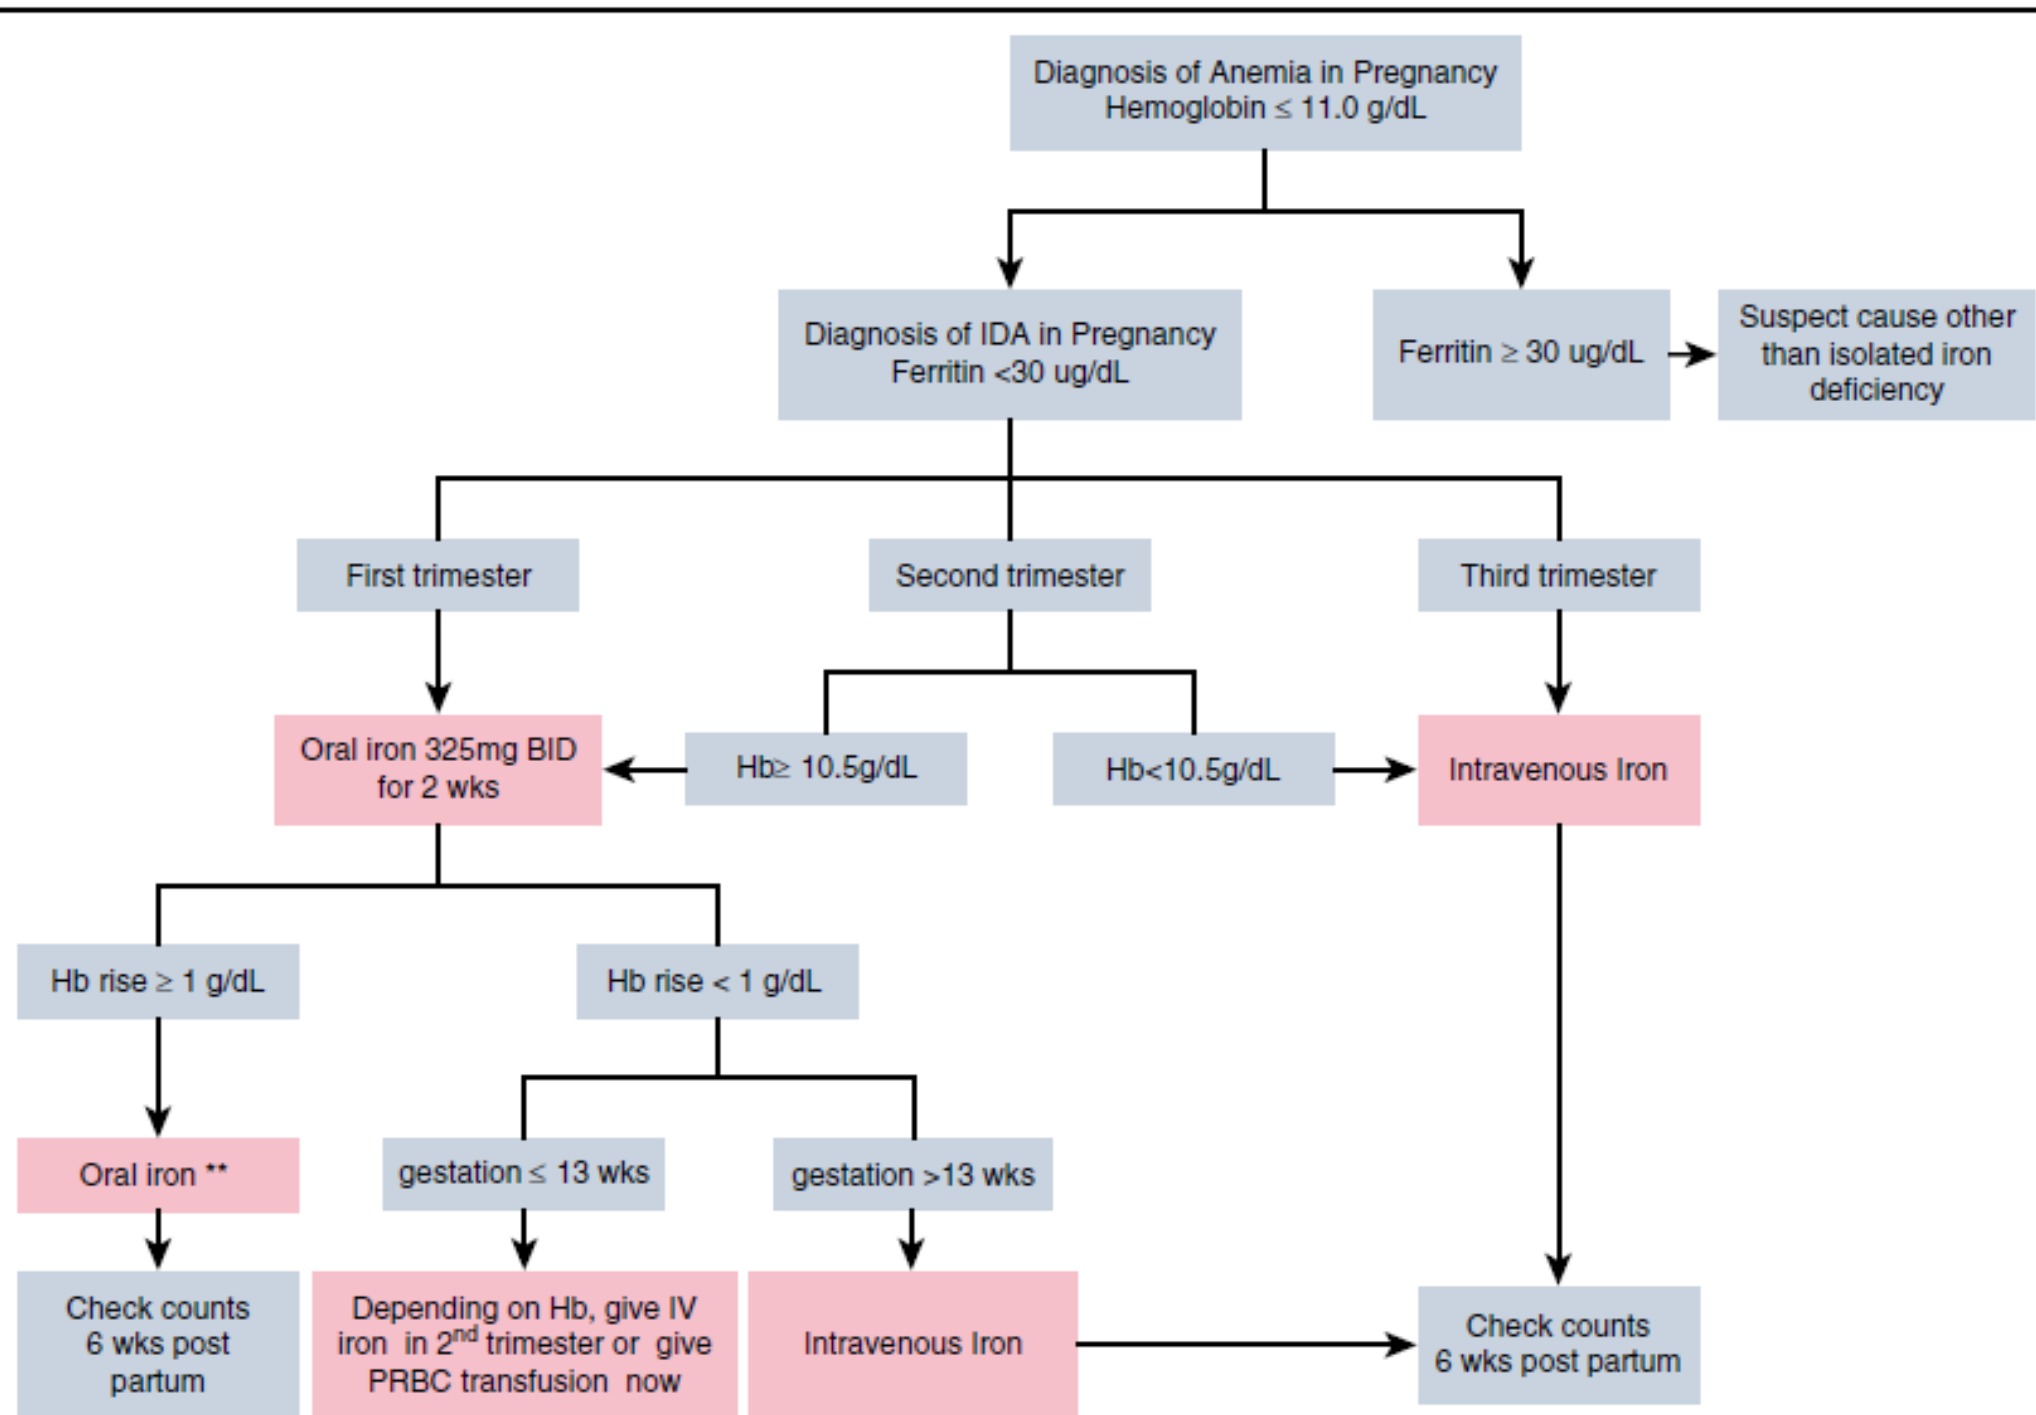 Diagnosis of Anemia in Pregnancy
Hemoglobin ≤ 11.0 g/dL
Diagnosis of IDA in Pregnancy
Ferritin <30 ug/dL
Ferritin ≥ 30 ug/dL
Suspect cause other
than isolated iron
deficiency
First trimester
Second trimester
Third trimester
Oral iron 325mg BID
for 2 wks
Hb≥ 10.5g/dL
Hb<10.5g/dL
Intravenous Iron
Hb rise ≥ 1 g/dL
Hb rise < 1 g/dL
Oral iron **
gestation ≤ 13 wks
gestation >13 wks
Check counts
6 wks post
partum
Depending on Hb, give IV
iron in 2nd trimester or give
PRBC transfusion now
Intravenous Iron
Check counts
6 wks post partum